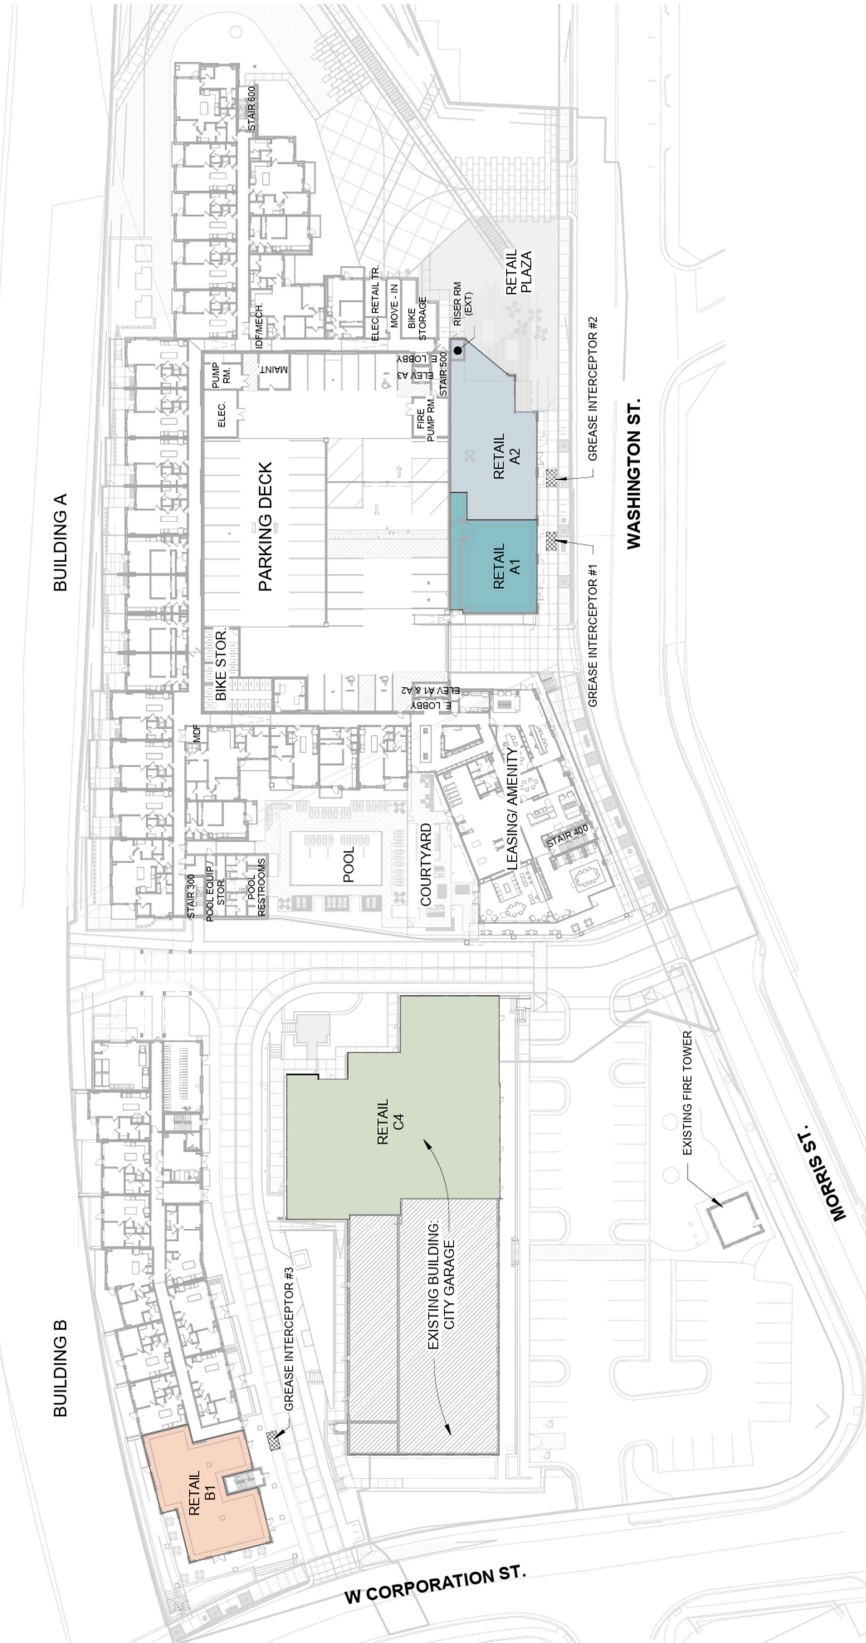 STAIR 600
IDF/MECH.
ELEC. RETAIL TR.
MOVE - IN
BIKE
STORAGE
RISER RM
(EXT)
RETAIL
PLAZA
PUMP
RM.
MAINT.
E. LOBBY
ELEV A3
STAIR 500
ELEC.
FIRE
PUMP RM.
GREASE INTERCEPTOR #2
BUILDING A
PARKING DECK
RETAIL
A2
WASHINGTON ST.
RETAIL
A1
GREASE INTERCEPTOR #1
BIKE STOR.
ELEV A1 & A2
E. LOBBY
MDF
LEASING/ AMENITY
STAIR 400
POOL
COURTYARD
STAIR 300
POOL EQUIP./
STOR.
POOL
RESTROOMS
RETAIL
C4
EXISTING FIRE TOWER
MORRIS ST.
EXISTING BUILDING:
CITY GARAGE
BUILDING B
GREASE INTERCEPTOR #3
RETAIL
B1
W CORPORATION ST.